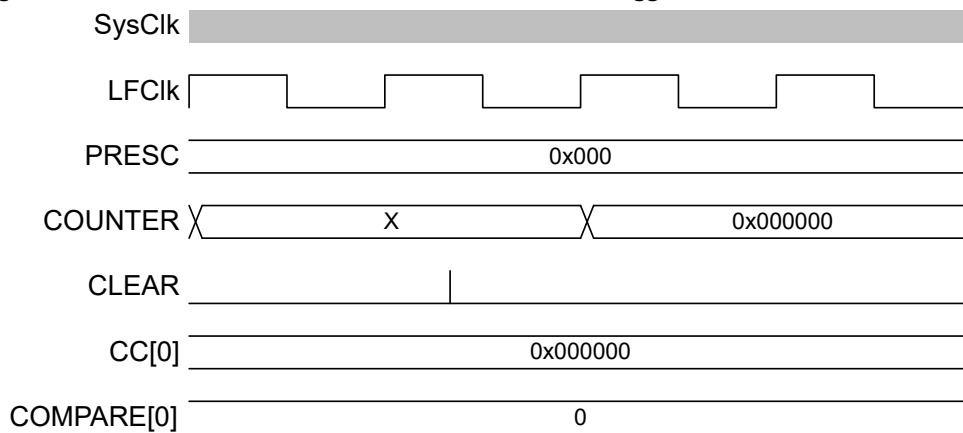 SysClk
LFClk
PRESC
0x000
COUNTER
X
0x000000
CLEAR
CC[0]
0x000000
COMPARE[0]
0